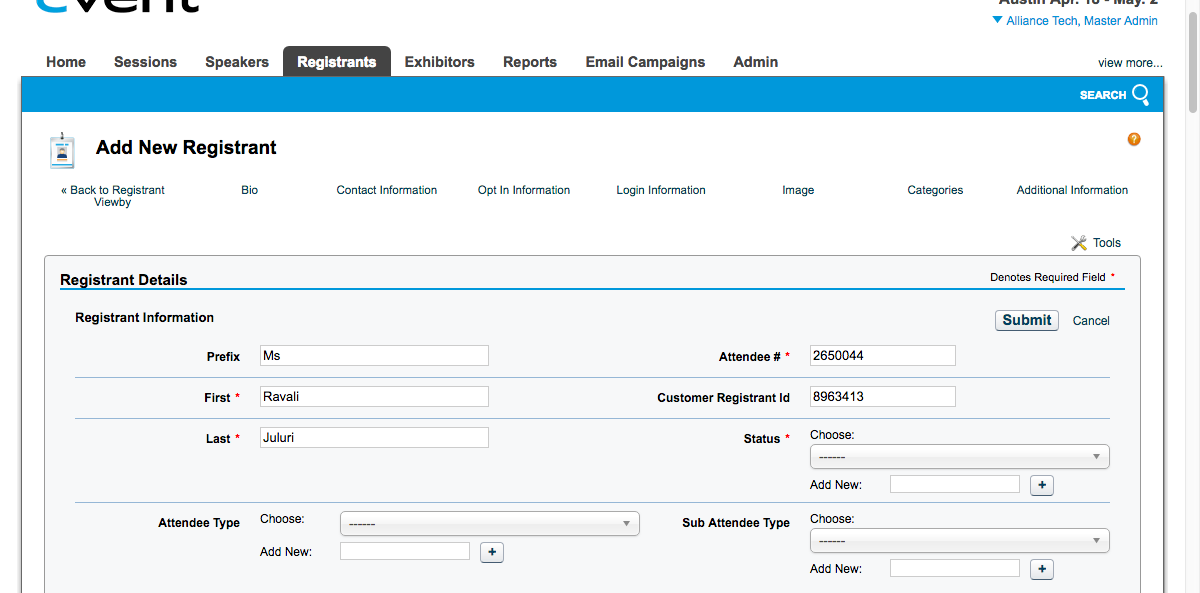 event
Austin Apr. 16 - May. 2
Alliance Tech, Master Admin
Home Sessions Speakers Registrants Exhibitors Reports Email Campaigns Admin view more...
SEARCH
Add New Registrant
?
« Back to Registrant Viewby Bio Contact Information Opt In Information Login Information Image Categories Additional Information
Tools
Registrant Details Denotes Required Field *
Registrant Information Submit Cancel
Prefix Ms Attendee # * 2650044
First * Ravali Customer Registrant Id 8963413
Last * Juluri Status * Choose:
------
Add New: +
Attendee Type Choose: ------ Sub Attendee Type Choose:
------
Add New: + Add New: +